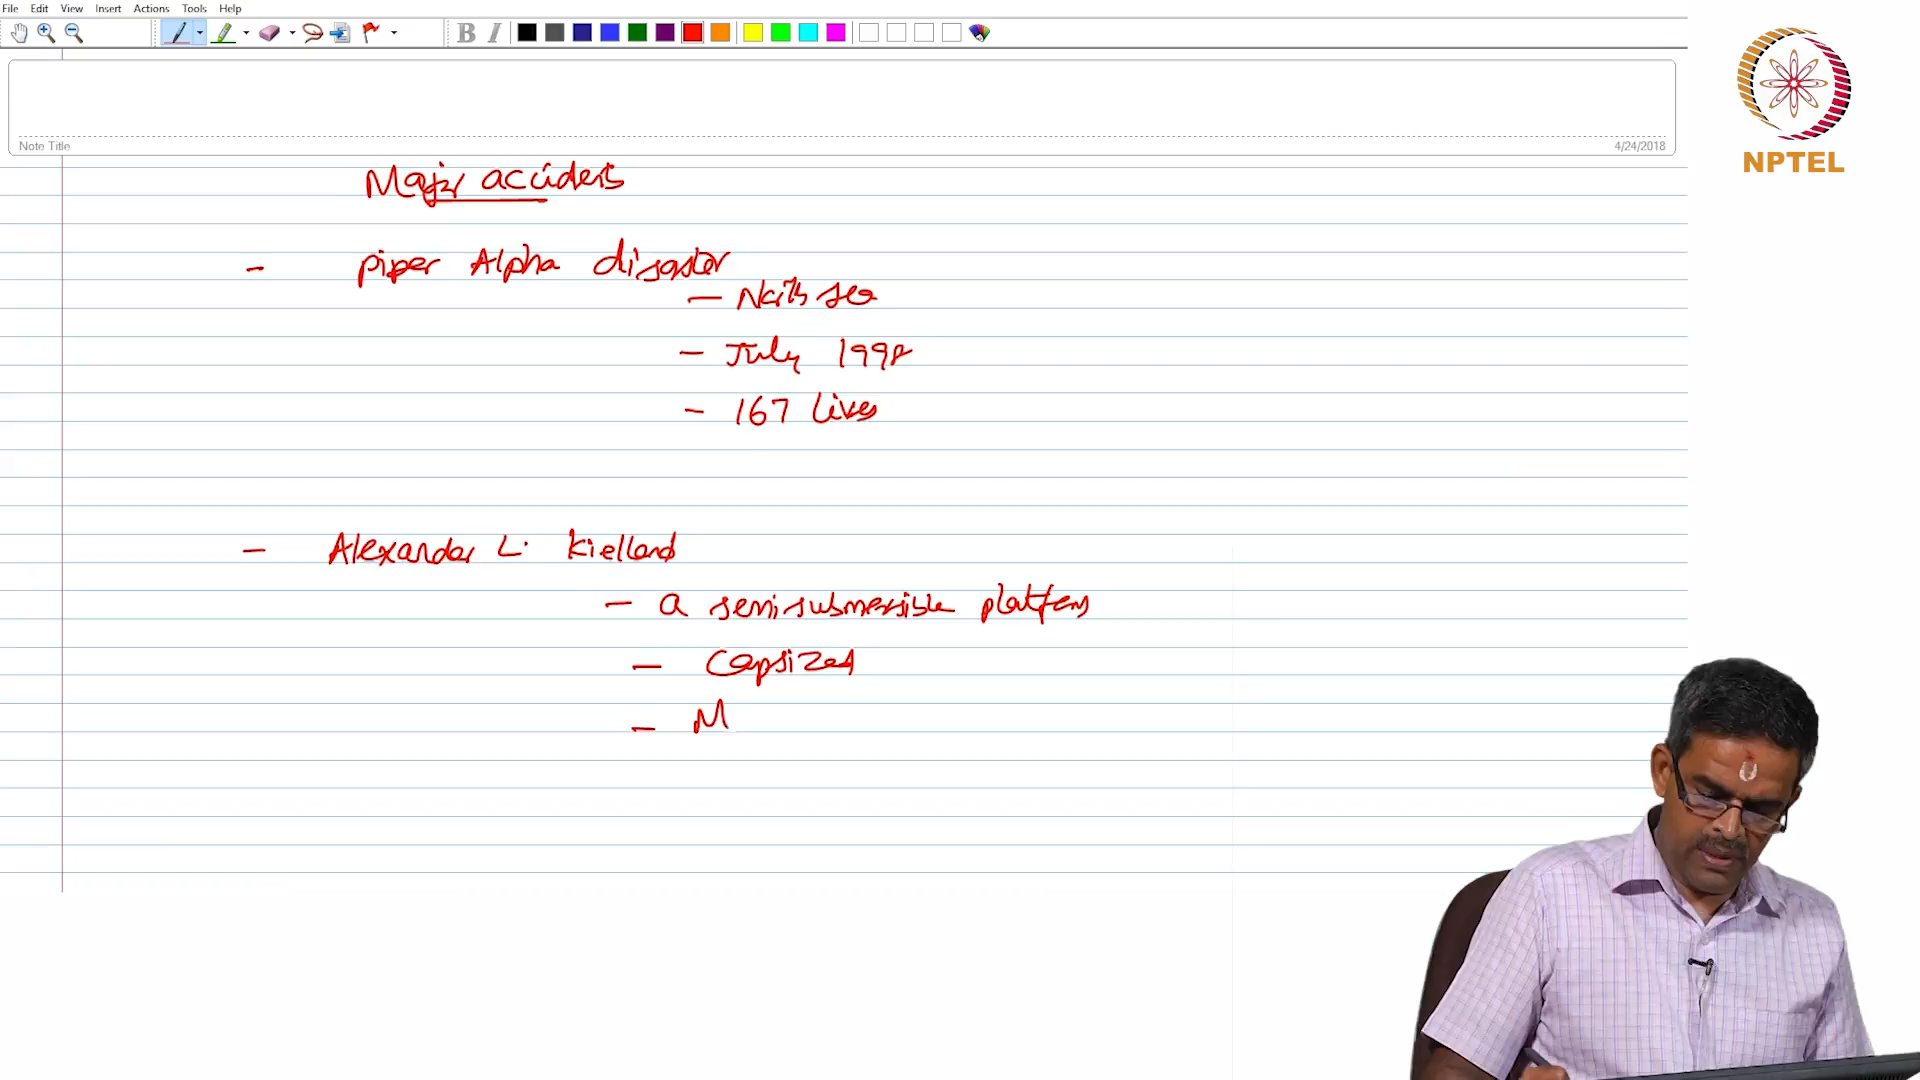 File Edit View Insert Actions Tools Help
B I
NPTEL
Note Title
4/24/2018
Major accidents
- piper Alpha disaster
- North sea
- July 1998
- 167 lives
- Alexander L. Kielland
- a semisubmersible platform
- Capsized
- M